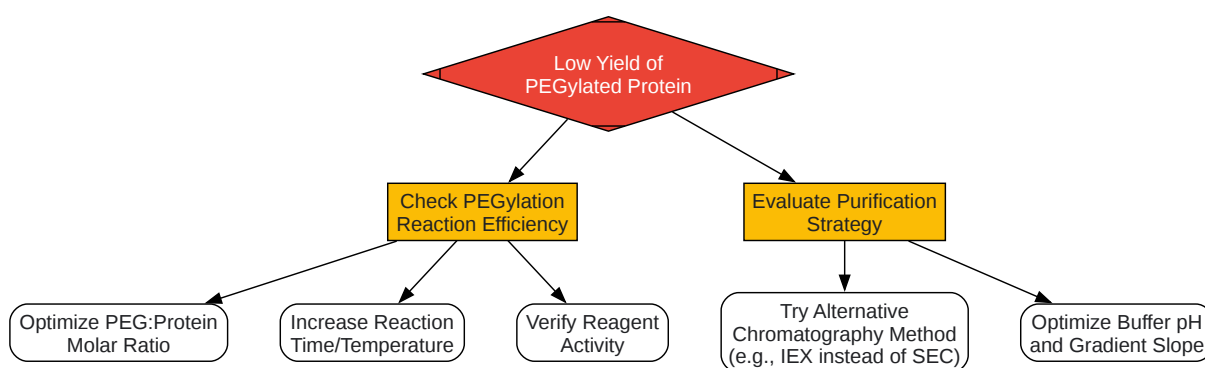 Low Yield of
PEGylated Protein
Check PEGylation
Reaction Efficiency
Evaluate Purification
Strategy
Optimize PEG:Protein
Molar Ratio
Increase Reaction
Time/Temperature
Verify Reagent
Activity
Try Alternative
Chromatography Method
(e.g., IEX instead of SEC)
Optimize Buffer pH
and Gradient Slope